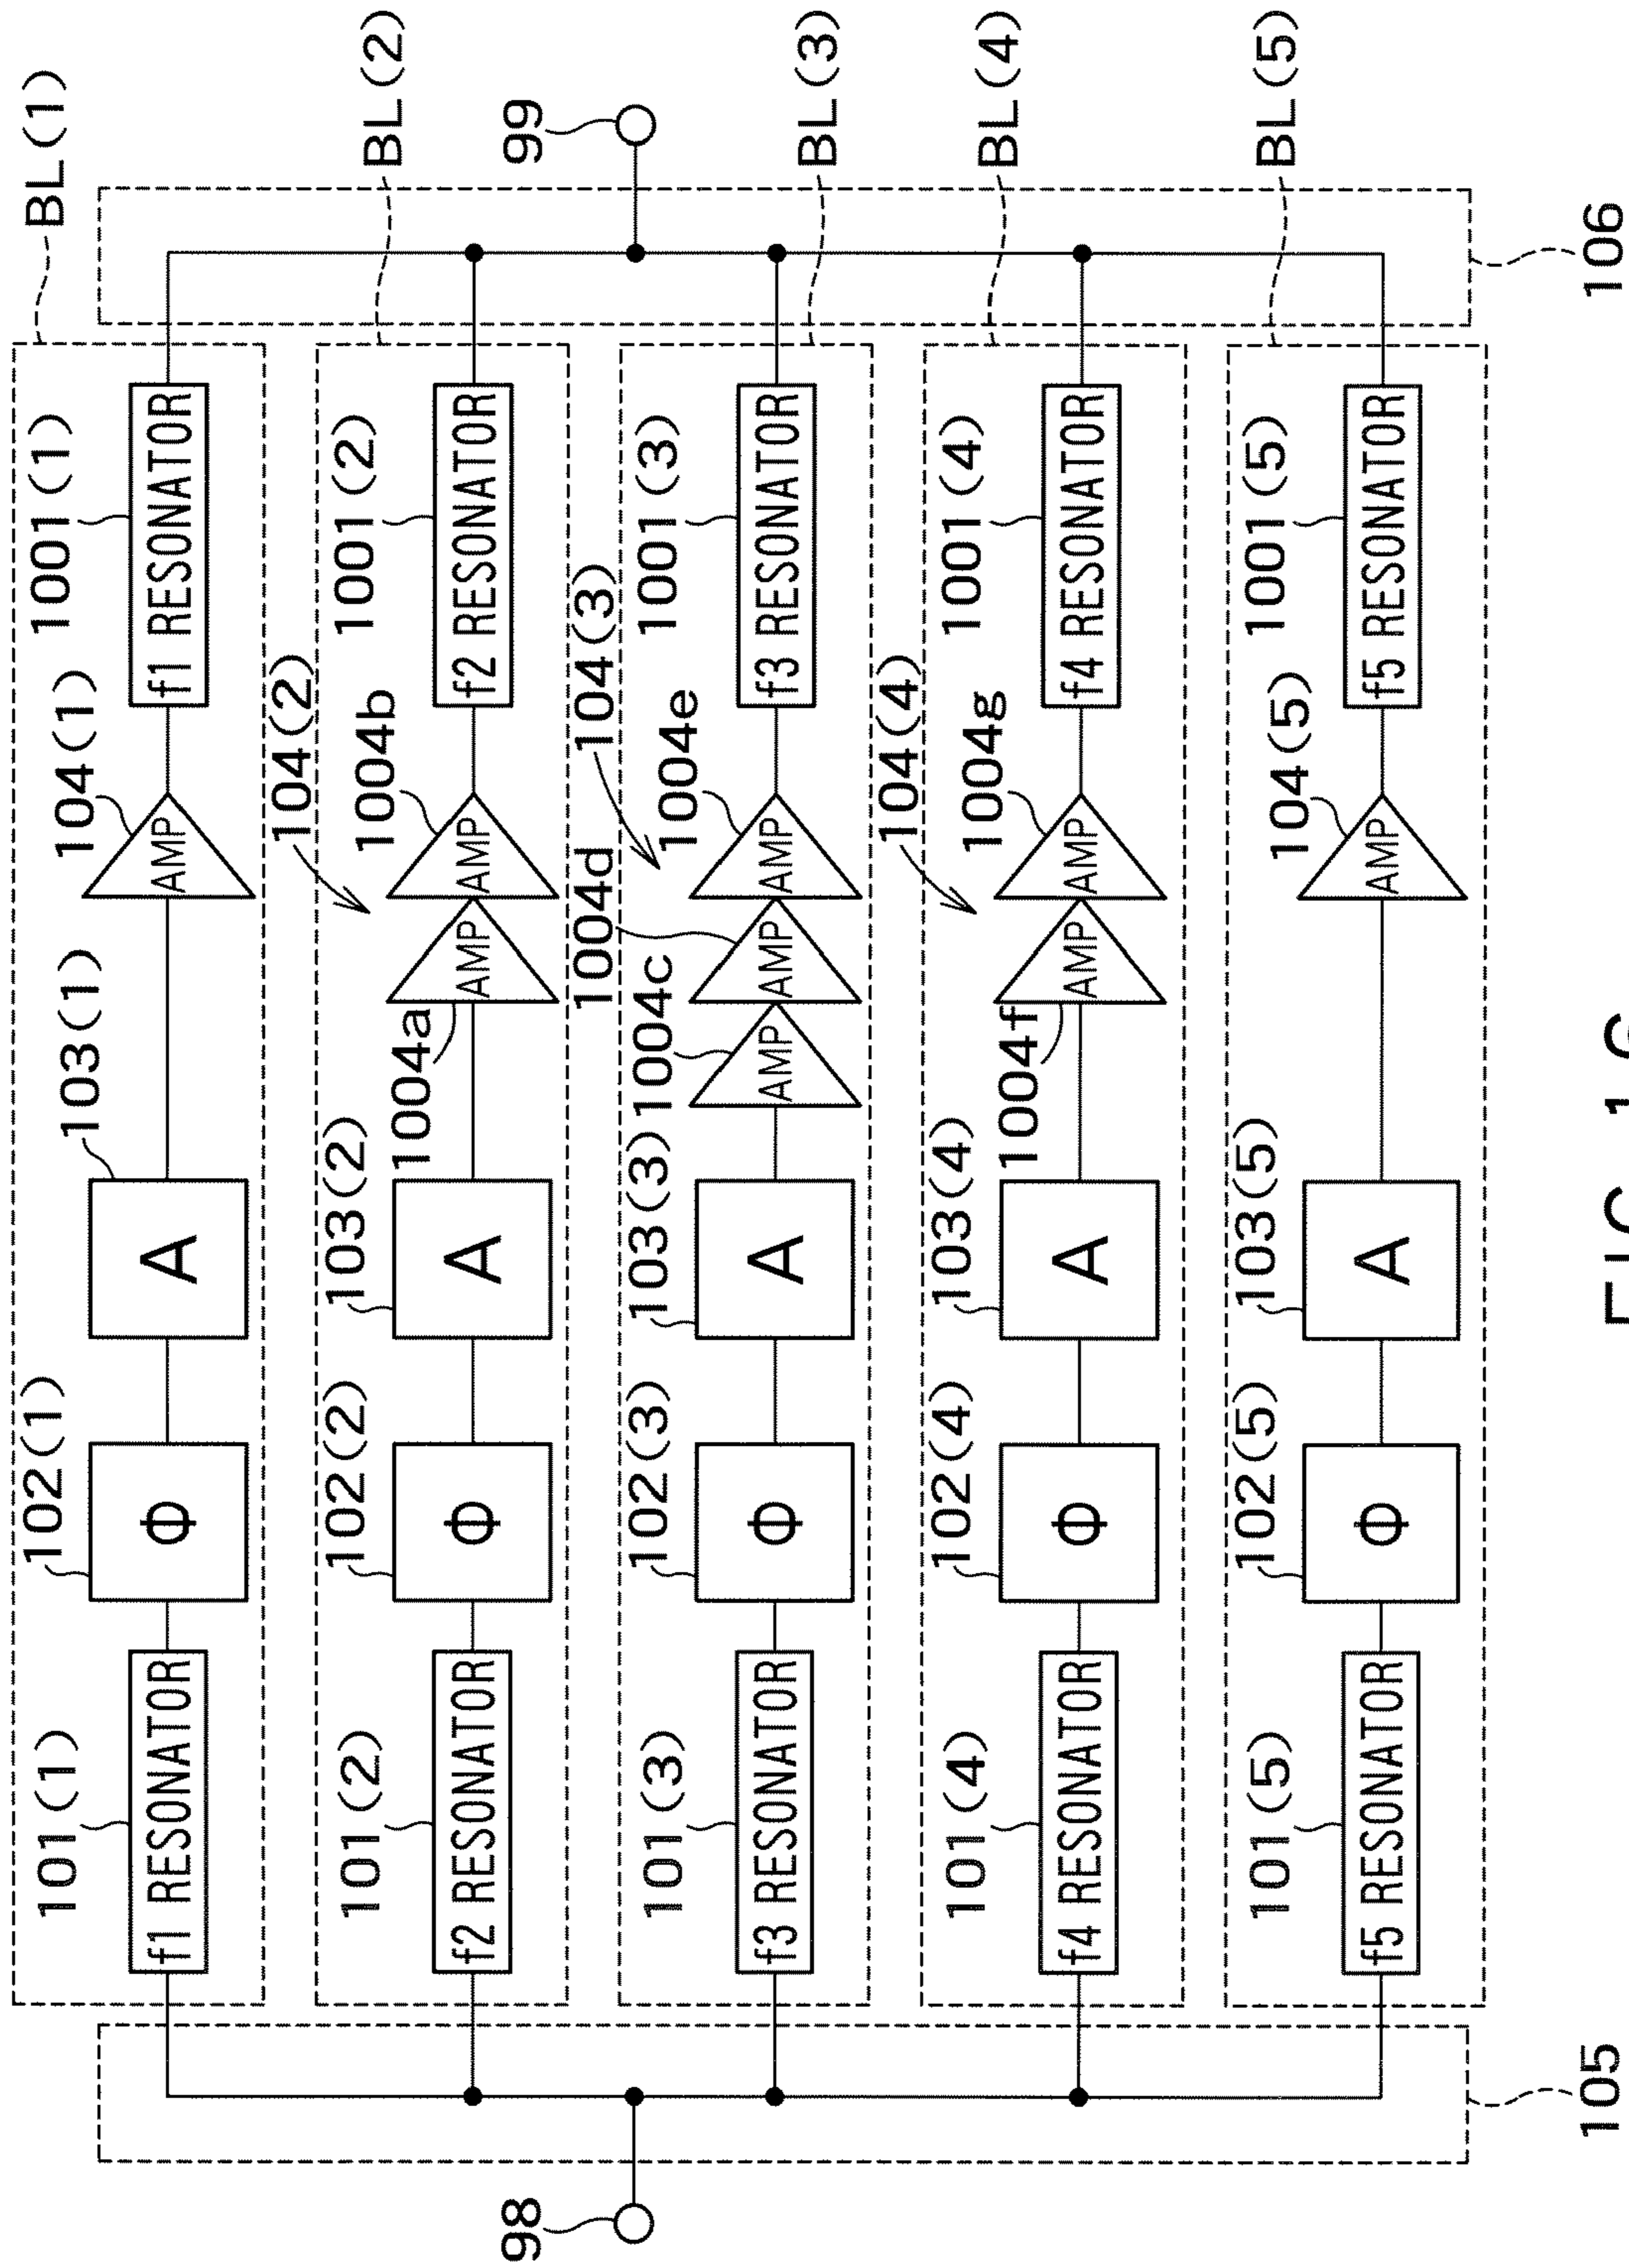 BL(1)
101(1)
102(1)
103(1)
104(1)
1001(1)
f1 RESONATOR
Φ
A
AMP
f1 RESONATOR
BL(2)
101(2)
102(2)
103(2)
1004a
104(2)
1004b
1001(2)
f2 RESONATOR
Φ
A
AMP
AMP
f2 RESONATOR
98
99
BL(3)
101(3)
102(3)
103(3)
1004c
1004d
104(3)
1004e
1001(3)
f3 RESONATOR
Φ
A
AMP
AMP
AMP
f3 RESONATOR
BL(4)
101(4)
102(4)
103(4)
1004f
104(4)
1004g
1001(4)
f4 RESONATOR
Φ
A
AMP
AMP
f4 RESONATOR
BL(5)
101(5)
102(5)
103(5)
104(5)
1001(5)
f5 RESONATOR
Φ
A
AMP
f5 RESONATOR
105
106